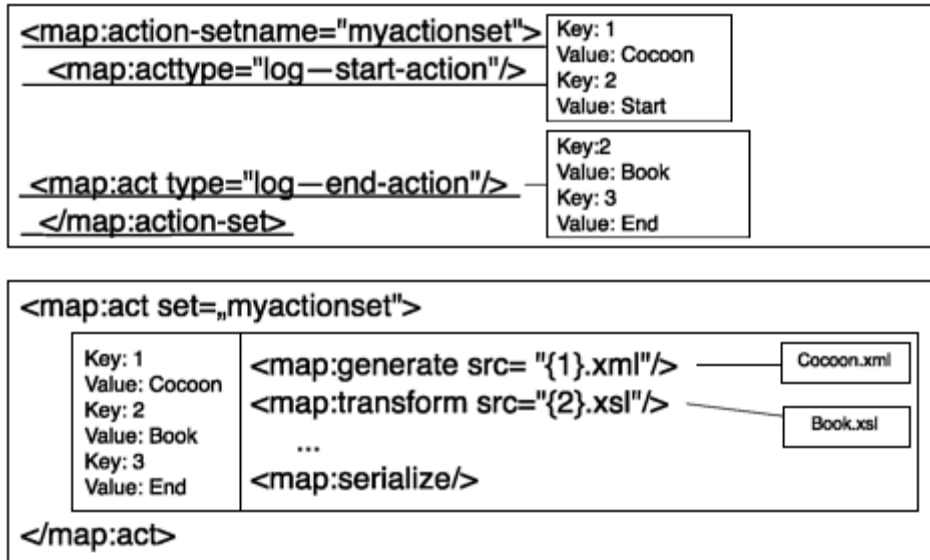 <map:action-setname="myactionset">
<map:acttype="log—start-action"/>
Key: 1
Value: Cocoon
Key: 2
Value: Start
<map:act type="log—end-action"/>
</map:action-set>
Key:2
Value: Book
Key: 3
Value: End
<map:act set=„myactionset">
Key: 1
Value: Cocoon
Key: 2
Value: Book
Key: 3
Value: End
<map:generate src= "{1}.xml"/>
<map:transform src="{2}.xsl"/>
...
<map:serialize/>
Cocoon.xml
Book.xsl
</map:act>